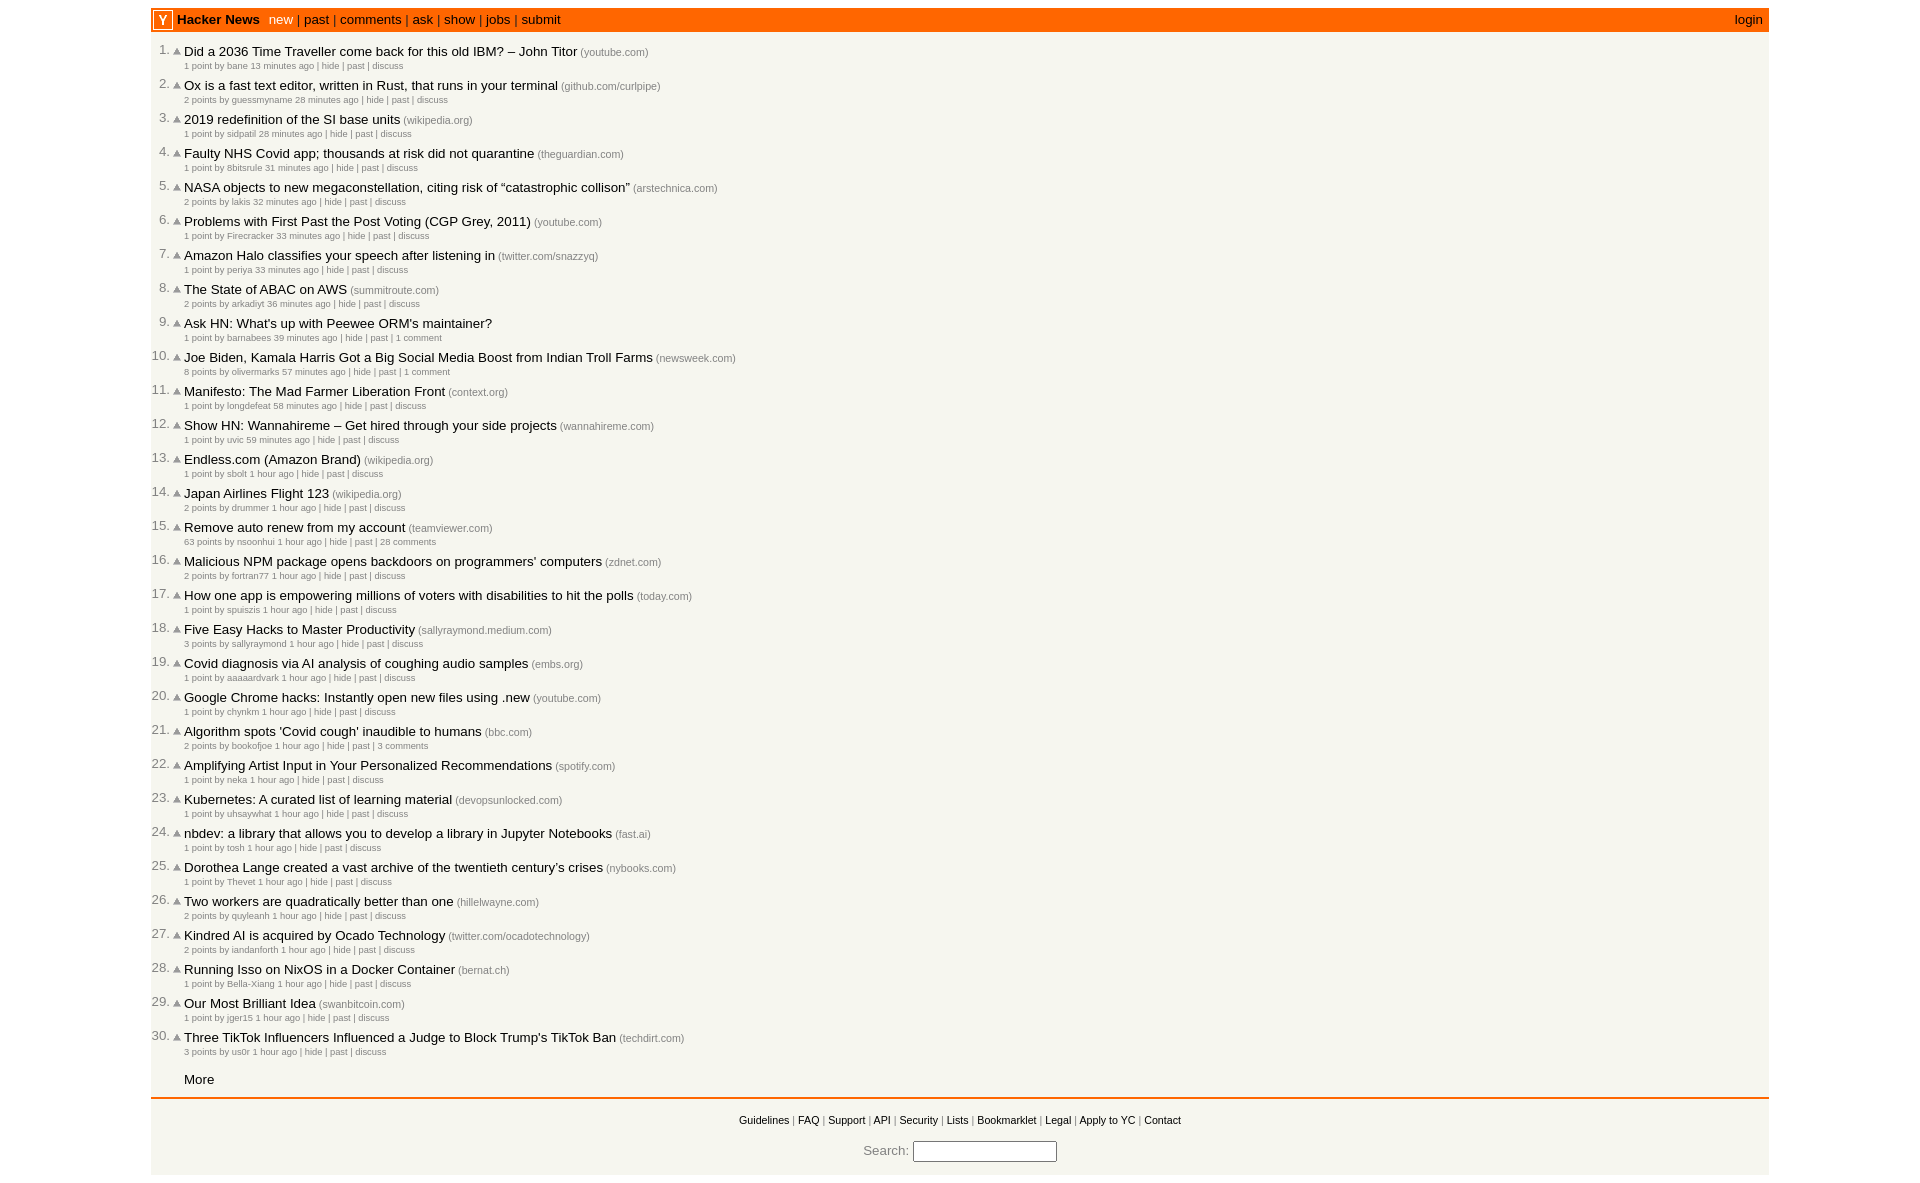 Y Hacker News new | past | comments | ask | show | jobs | submit login
1. Did a 2036 Time Traveller come back for this old IBM? – John Titor (youtube.com)
1 point by bane 13 minutes ago | hide | past | discuss
2. Ox is a fast text editor, written in Rust, that runs in your terminal (github.com/curlpipe)
2 points by guessmyname 28 minutes ago | hide | past | discuss
3. 2019 redefinition of the SI base units (wikipedia.org)
1 point by sidpatil 28 minutes ago | hide | past | discuss
4. Faulty NHS Covid app; thousands at risk did not quarantine (theguardian.com)
1 point by 8bitsrule 31 minutes ago | hide | past | discuss
5. NASA objects to new megaconstellation, citing risk of “catastrophic collison” (arstechnica.com)
2 points by lakis 32 minutes ago | hide | past | discuss
6. Problems with First Past the Post Voting (CGP Grey, 2011) (youtube.com)
1 point by Firecracker 33 minutes ago | hide | past | discuss
7. Amazon Halo classifies your speech after listening in (twitter.com/snazzyq)
1 point by periya 33 minutes ago | hide | past | discuss
8. The State of ABAC on AWS (summitroute.com)
2 points by arkadiyt 36 minutes ago | hide | past | discuss
9. Ask HN: What's up with Peewee ORM's maintainer?
1 point by barnabees 39 minutes ago | hide | past | 1 comment
10. Joe Biden, Kamala Harris Got a Big Social Media Boost from Indian Troll Farms (newsweek.com)
8 points by olivermarks 57 minutes ago | hide | past | 1 comment
11. Manifesto: The Mad Farmer Liberation Front (context.org)
1 point by longdefeat 58 minutes ago | hide | past | discuss
12. Show HN: Wannahireme – Get hired through your side projects (wannahireme.com)
1 point by uvic 59 minutes ago | hide | past | discuss
13. Endless.com (Amazon Brand) (wikipedia.org)
1 point by sbolt 1 hour ago | hide | past | discuss
14. Japan Airlines Flight 123 (wikipedia.org)
2 points by drummer 1 hour ago | hide | past | discuss
15. Remove auto renew from my account (teamviewer.com)
63 points by nsoonhui 1 hour ago | hide | past | 28 comments
16. Malicious NPM package opens backdoors on programmers' computers (zdnet.com)
2 points by fortran77 1 hour ago | hide | past | discuss
17. How one app is empowering millions of voters with disabilities to hit the polls (today.com)
1 point by spuiszis 1 hour ago | hide | past | discuss
18. Five Easy Hacks to Master Productivity (sallyraymond.medium.com)
3 points by sallyraymond 1 hour ago | hide | past | discuss
19. Covid diagnosis via AI analysis of coughing audio samples (embs.org)
1 point by aaaaardvark 1 hour ago | hide | past | discuss
20. Google Chrome hacks: Instantly open new files using .new (youtube.com)
1 point by chynkm 1 hour ago | hide | past | discuss
21. Algorithm spots 'Covid cough' inaudible to humans (bbc.com)
2 points by bookofjoe 1 hour ago | hide | past | 3 comments
22. Amplifying Artist Input in Your Personalized Recommendations (spotify.com)
1 point by neka 1 hour ago | hide | past | discuss
23. Kubernetes: A curated list of learning material (devopsunlocked.com)
1 point by uhsaywhat 1 hour ago | hide | past | discuss
24. nbdev: a library that allows you to develop a library in Jupyter Notebooks (fast.ai)
1 point by tosh 1 hour ago | hide | past | discuss
25. Dorothea Lange created a vast archive of the twentieth century’s crises (nybooks.com)
1 point by Thevet 1 hour ago | hide | past | discuss
26. Two workers are quadratically better than one (hillelwayne.com)
2 points by quyleanh 1 hour ago | hide | past | discuss
27. Kindred AI is acquired by Ocado Technology (twitter.com/ocadotechnology)
2 points by iandanforth 1 hour ago | hide | past | discuss
28. Running Isso on NixOS in a Docker Container (bernat.ch)
1 point by Bella-Xiang 1 hour ago | hide | past | discuss
29. Our Most Brilliant Idea (swanbitcoin.com)
1 point by jger15 1 hour ago | hide | past | discuss
30. Three TikTok Influencers Influenced a Judge to Block Trump's TikTok Ban (techdirt.com)
3 points by us0r 1 hour ago | hide | past | discuss
More
Guidelines | FAQ | Support | API | Security | Lists | Bookmarklet | Legal | Apply to YC | Contact
Search: